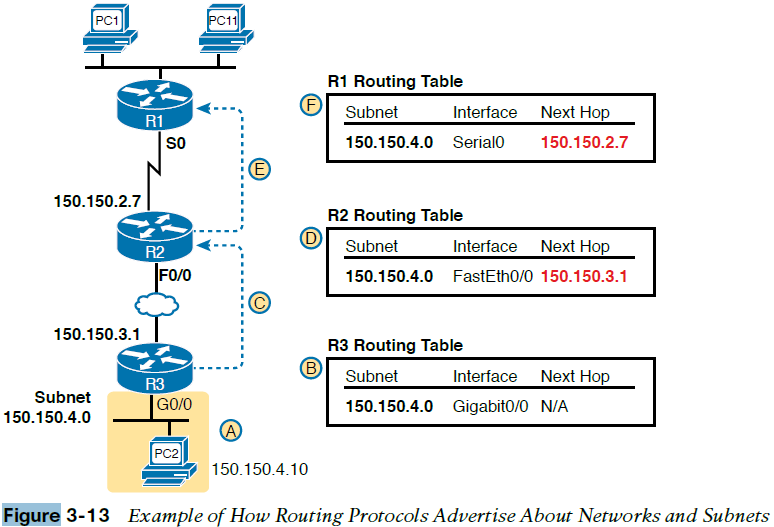 PC1
PC11
R1
S0
E
150.150.2.7
R2
F0/0
C
150.150.3.1
R3
G0/0
Subnet
150.150.4.0
A
PC2
150.150.4.10
R1 Routing Table
F
Subnet Interface Next Hop
150.150.4.0 Serial0 150.150.2.7
R2 Routing Table
D
Subnet Interface Next Hop
150.150.4.0 FastEth0/0 150.150.3.1
R3 Routing Table
B
Subnet Interface Next Hop
150.150.4.0 Gigabit0/0 N/A
Figure 3-13 Example of How Routing Protocols Advertise About Networks and Subnets